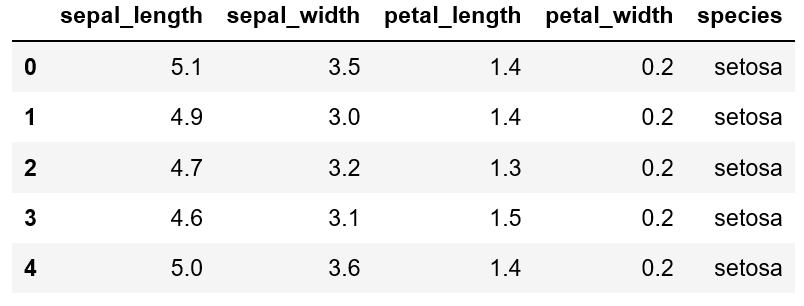 sepal_length sepal_width petal_length petal_width species
0 5.1 3.5 1.4 0.2 setosa
1 4.9 3.0 1.4 0.2 setosa
2 4.7 3.2 1.3 0.2 setosa
3 4.6 3.1 1.5 0.2 setosa
4 5.0 3.6 1.4 0.2 setosa